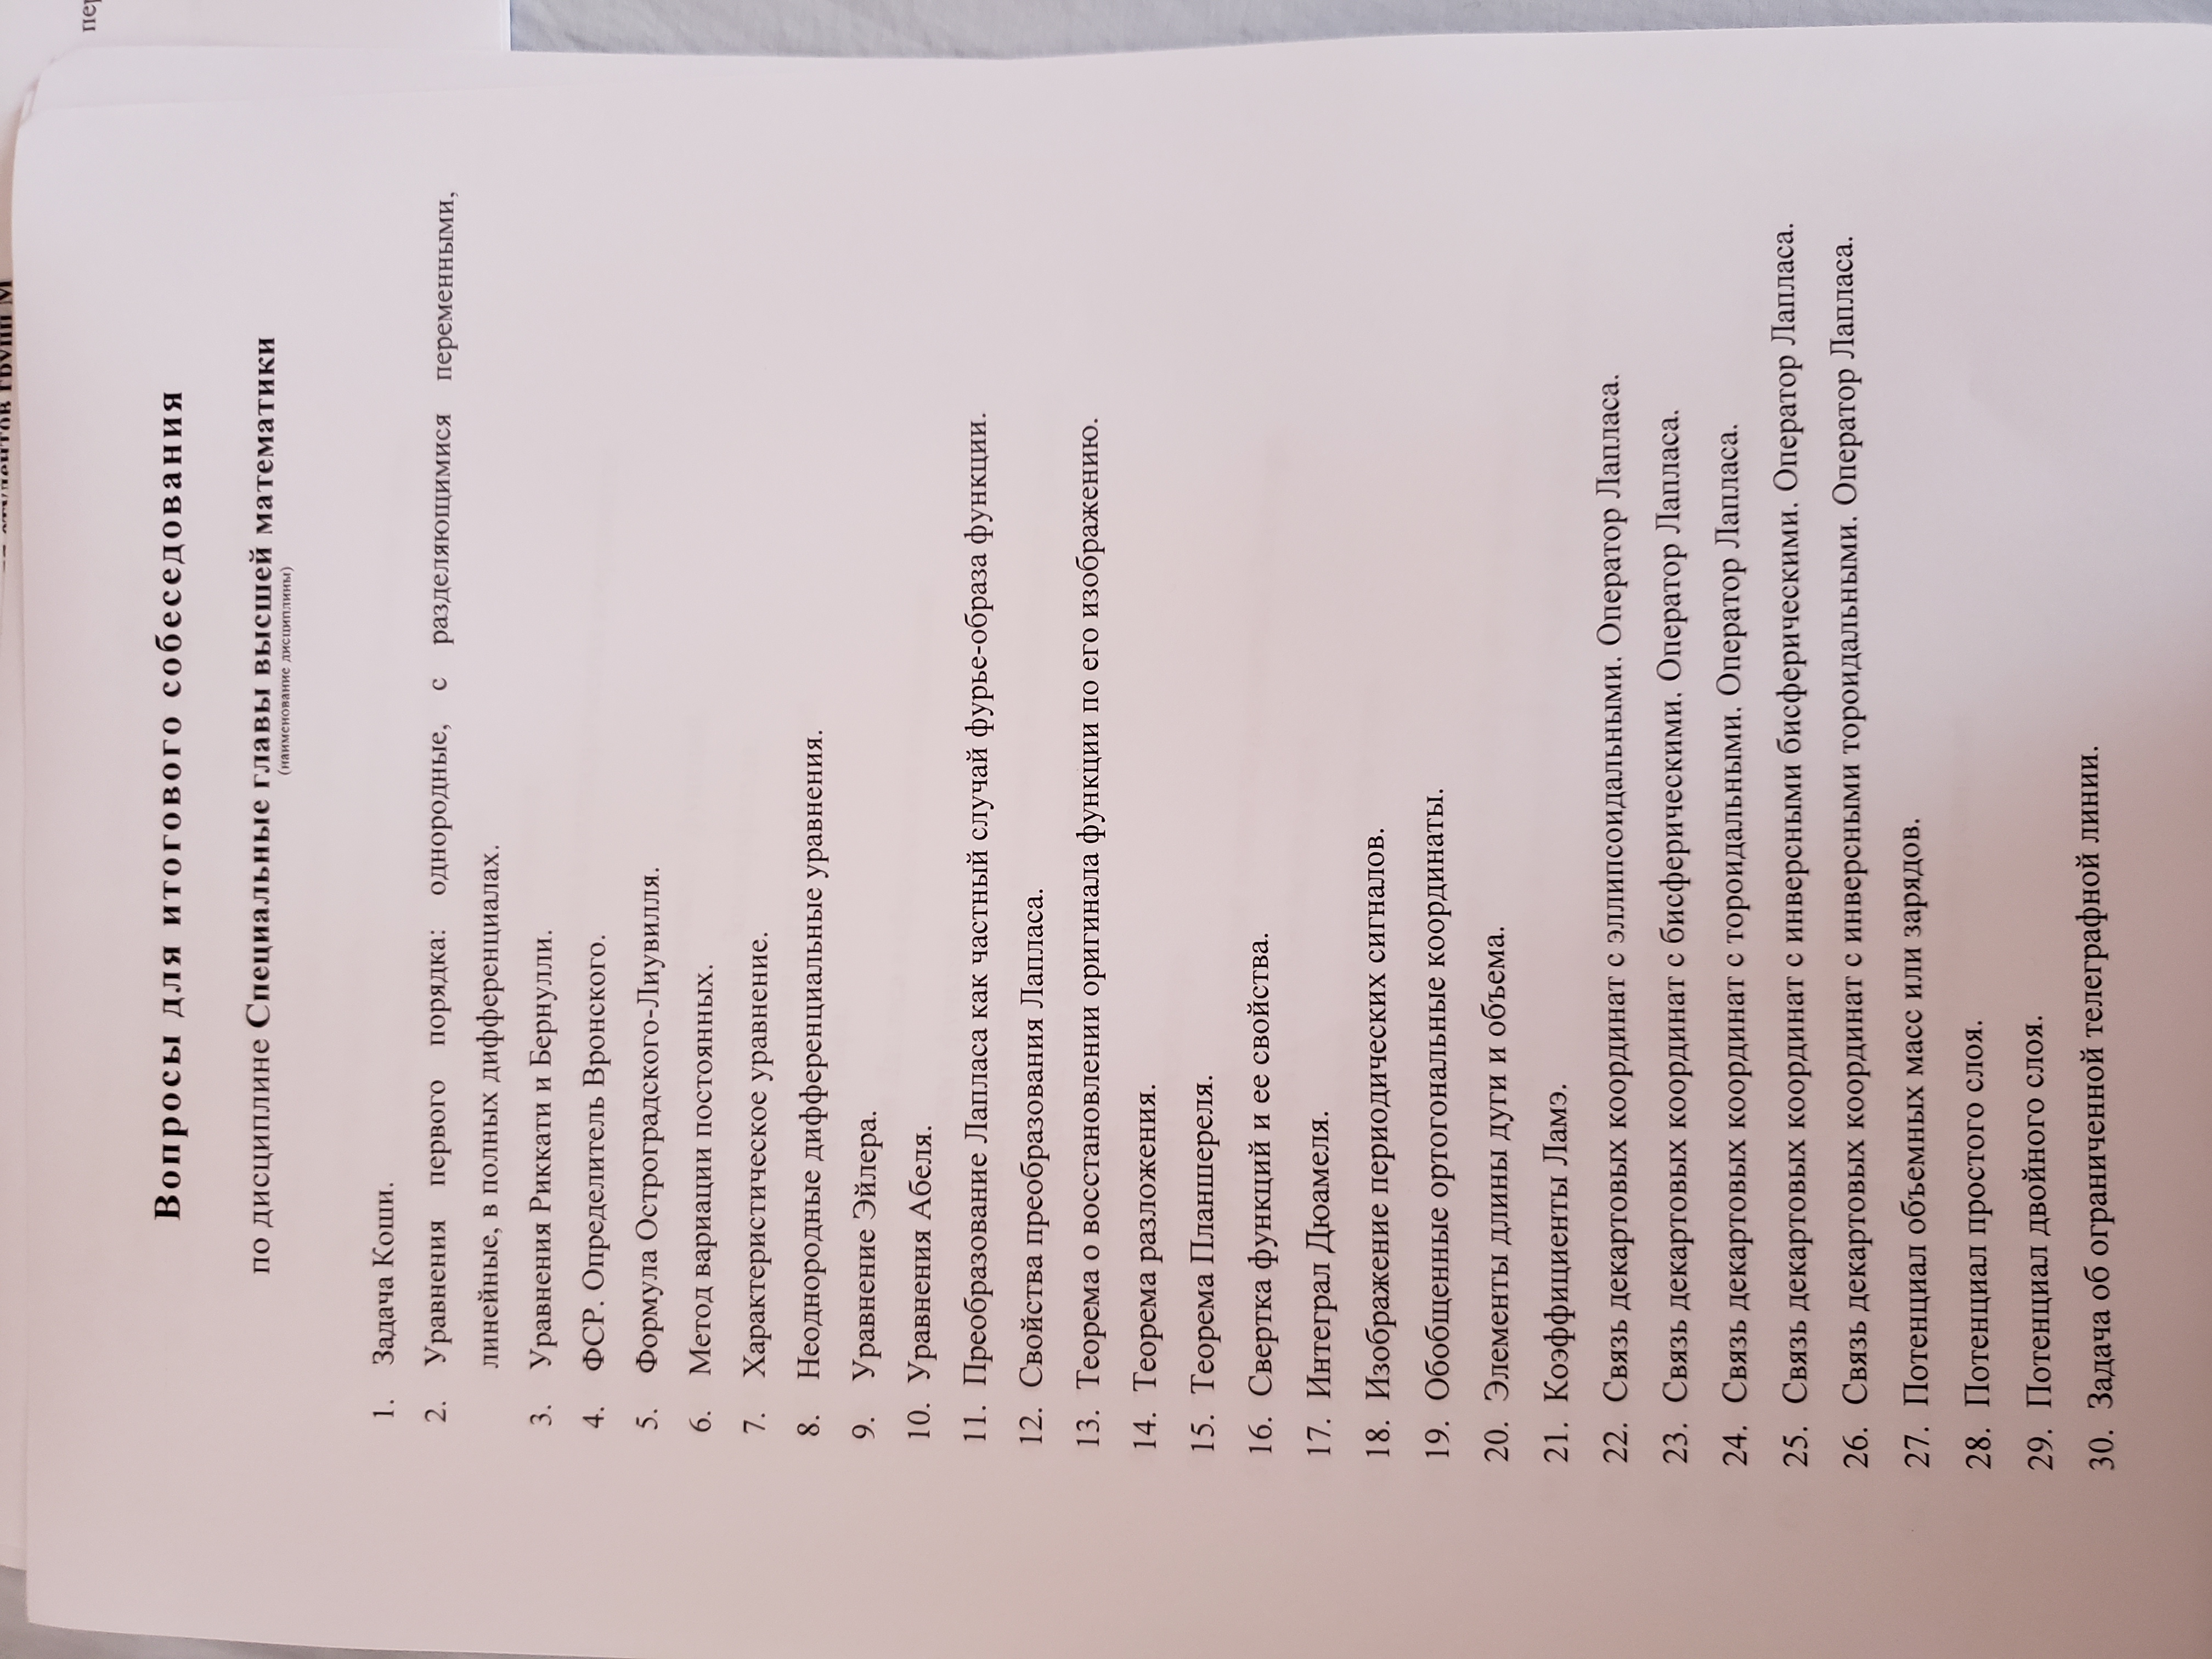 студентов групп М
пер
Вопросы для итогового собеседования
по дисциплине Специальные главы высшей математики
(наименование дисциплины)
1. Задача Коши.
2. Уравнения первого порядка: однородные, с разделяющимися переменными,
линейные, в полных дифференциалах.
3. Уравнения Риккати и Бернулли.
4. ФСР. Определитель Вронского.
5. Формула Остроградского-Лиувилля.
6. Метод вариации постоянных.
7. Характеристическое уравнение.
8. Неоднородные дифференциальные уравнения.
9. Уравнение Эйлера.
10. Уравнения Абеля.
11. Преобразование Лапласа как частный случай фурье-образа функции.
12. Свойства преобразования Лапласа.
13. Теорема о восстановлении оригинала функции по его изображению.
14. Теорема разложения.
15. Теорема Планшереля.
16. Свертка функций и ее свойства.
17. Интеграл Дюамеля.
18. Изображение периодических сигналов.
19. Обобщенные ортогональные координаты.
20. Элементы длины дуги и объема.
21. Коэффициенты Ламэ.
22. Связь декартовых координат с эллипсоидальными. Оператор Лапласа.
23. Связь декартовых координат с бисферическими. Оператор Лапласа.
24. Связь декартовых координат с тороидальными. Оператор Лапласа.
25. Связь декартовых координат с инверсными бисферическими. Оператор Лапласа.
26. Связь декартовых координат с инверсными тороидальными. Оператор Лапласа.
27. Потенциал объемных масс или зарядов.
28. Потенциал простого слоя.
29. Потенциал двойного слоя.
30. Задача об ограниченной телеграфной линии.